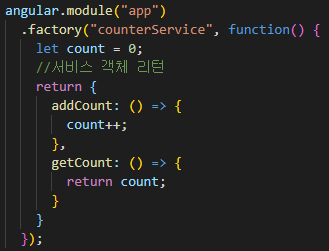 angular.module("app")
  .factory("counterService", function() {
    let count = 0;
    //서비스 객체 리턴
    return {
      addCount: () => {
        count++;
      },
      getCount: () => {
        return count;
      }
    }
  });